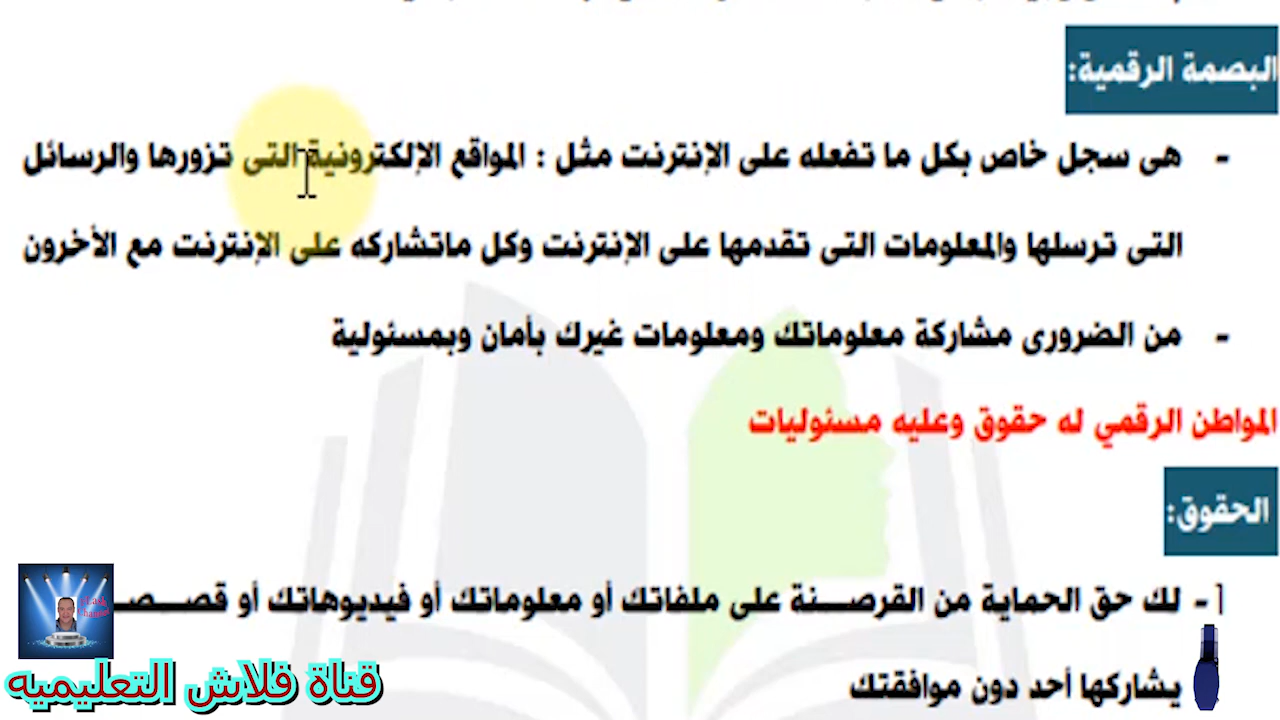 البصمة الرقمية:
- هى سجل خاص بكل ما تفعله على الإنترنت مثل : المواقع الإلكترونية التى تزورها والرسائل
التى ترسلها والمعلومات التى تقدمها على الإنترنت وكل ماتشاركه على الإنترنت مع الأخرون
- من الضرورى مشاركة معلوماتك ومعلومات غيرك بأمان وبمسئولية
المواطن الرقمي له حقوق وعليه مسئوليات
الحقوق:
أ- لك حق الحماية من القرصـــنة على ملفاتك أو معلوماتك أو فيديوهاتك أو
يشاركها أحد دون موافقتك
قناة فلاش التعليميه